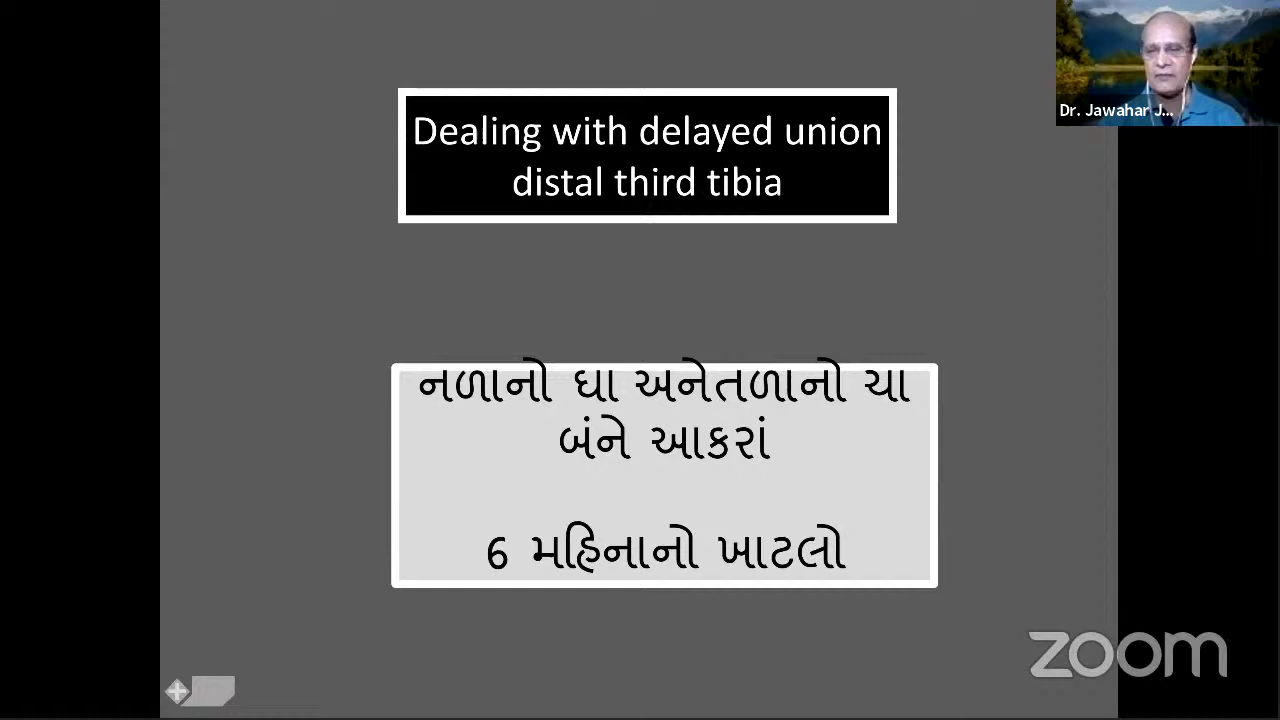 Dr. Jawahar J...
Dealing with delayed union
distal third tibia
નળાનો ઘા અનેતળાનો ચા
બંને આકરાં
6 મહિનાનો ખાટલો
zoom